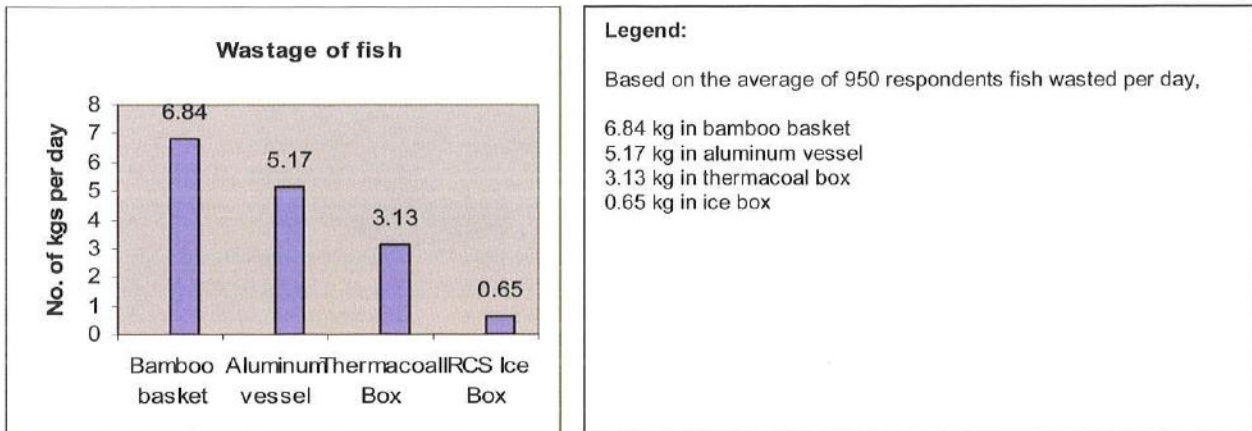 Wastage of fish
No. of kgs per day
8
7
6
5
4
3
2
1
0
6.84
5.17
3.13
0.65
Bamboo basket
Aluminum vessel
Thermacoal Box
IRCS Ice Box
Legend:
Based on the average of 950 respondents fish wasted per day,
6.84 kg in bamboo basket
5.17 kg in aluminum vessel
3.13 kg in thermacoal box
0.65 kg in ice box